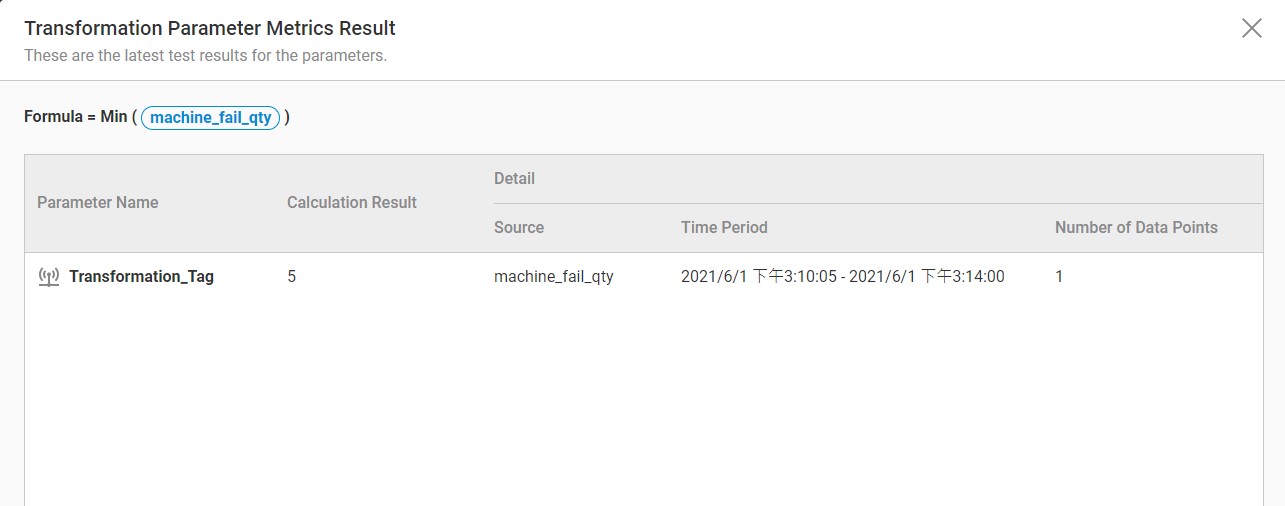 Transformation Parameter Metrics Result
These are the latest test results for the parameters.
Formula = Min ( machine_fail_qty )
Detail
Parameter Name Calculation Result
Source Time Period Number of Data Points
Transformation_Tag 5 machine_fail_qty 2021/6/1 下午3:10:05 - 2021/6/1 下午3:14:00 1